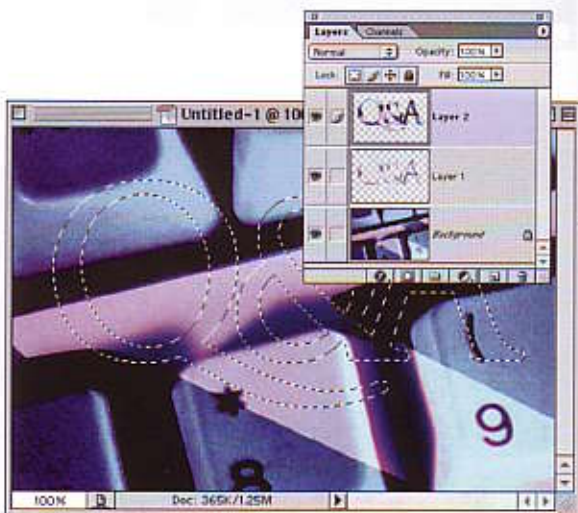 Layers Channels
Normal Opacity: 100%
Lock: Fill: 100%
Untitled-1 @ 10
Q&A Layer 2
Q&A Layer 1
Background
9
* 8
100% Doc: 365K/1.25M